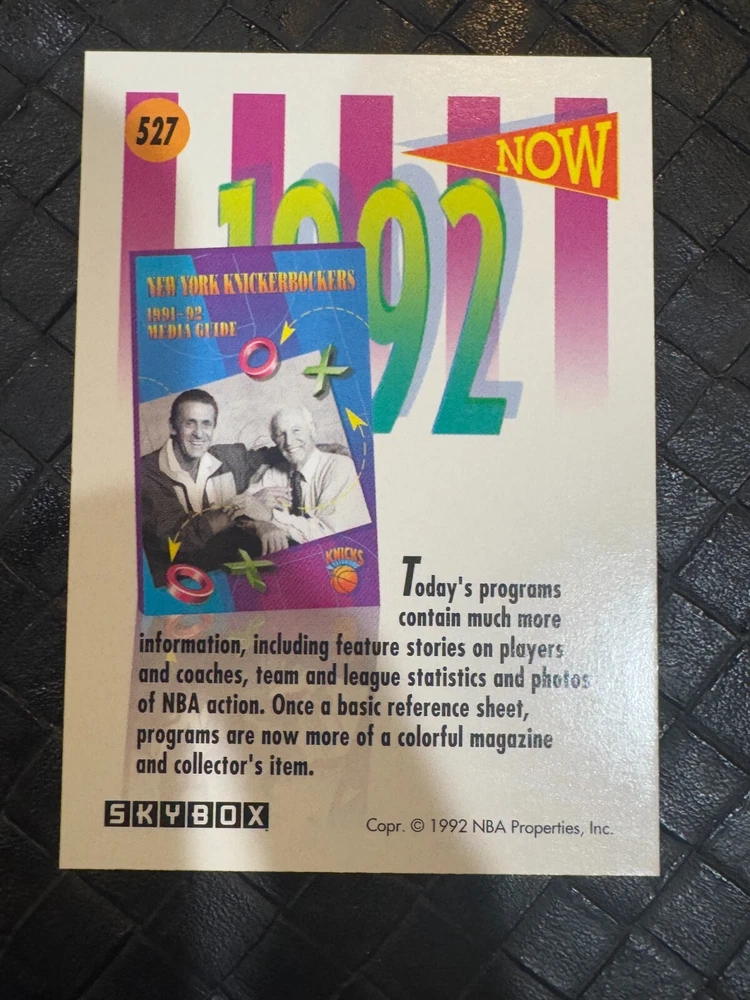 527
NOW
1992
NEW YORK KNICKERBOCKERS
1991-92
MEDIA GUIDE
KNICKS
Today's programs
contain much more
information, including feature stories on players
and coaches, team and league statistics and photos
of NBA action. Once a basic reference sheet,
programs are now more of a colorful magazine
and collector's item.
SKYBOX
Copr. © 1992 NBA Properties, Inc.